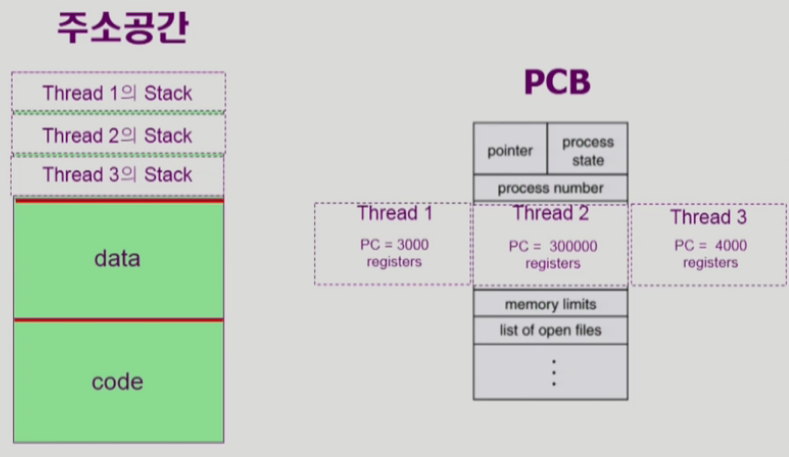 주소공간
Thread 1의 Stack
Thread 2의 Stack
Thread 3의 Stack
data
code
PCB
pointer
process
state
process number
Thread 1
PC = 3000
registers
Thread 2
PC = 300000
registers
Thread 3
PC = 4000
registers
memory limits
list of open files